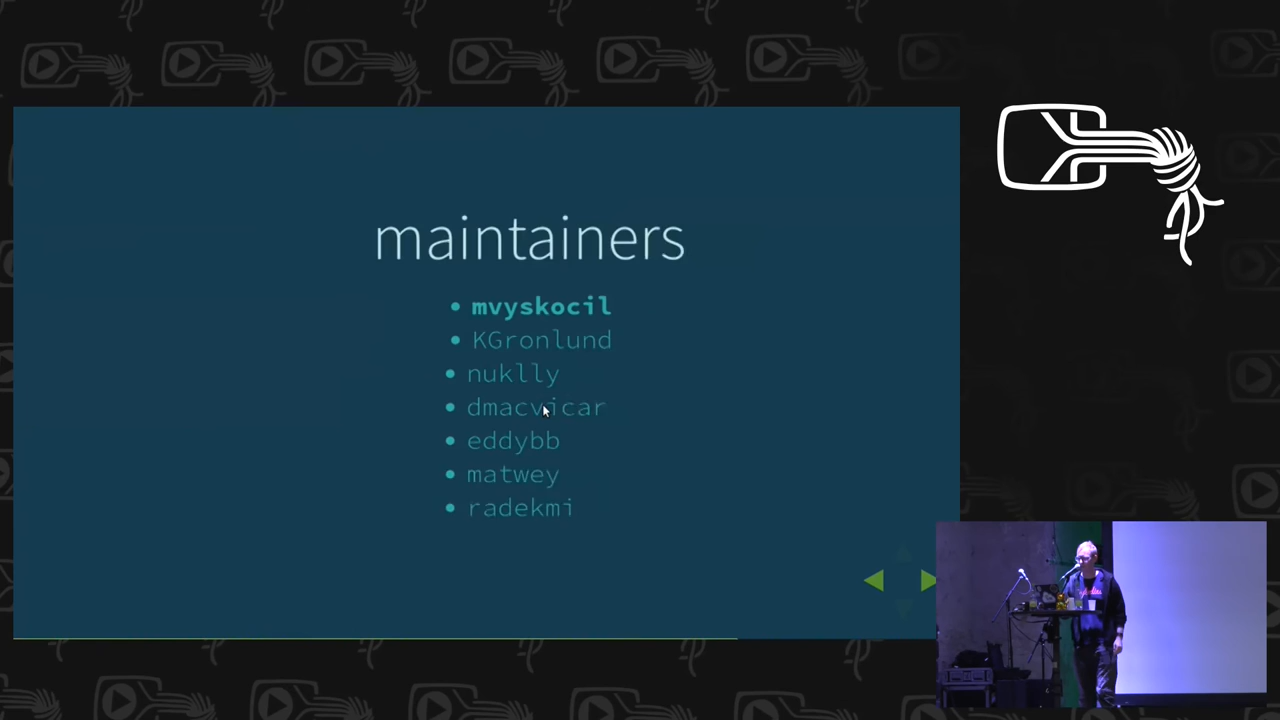 maintainers
mvyskocil
KGronlund
nuklly
dmacvicar
eddybb
matwey
radekmi